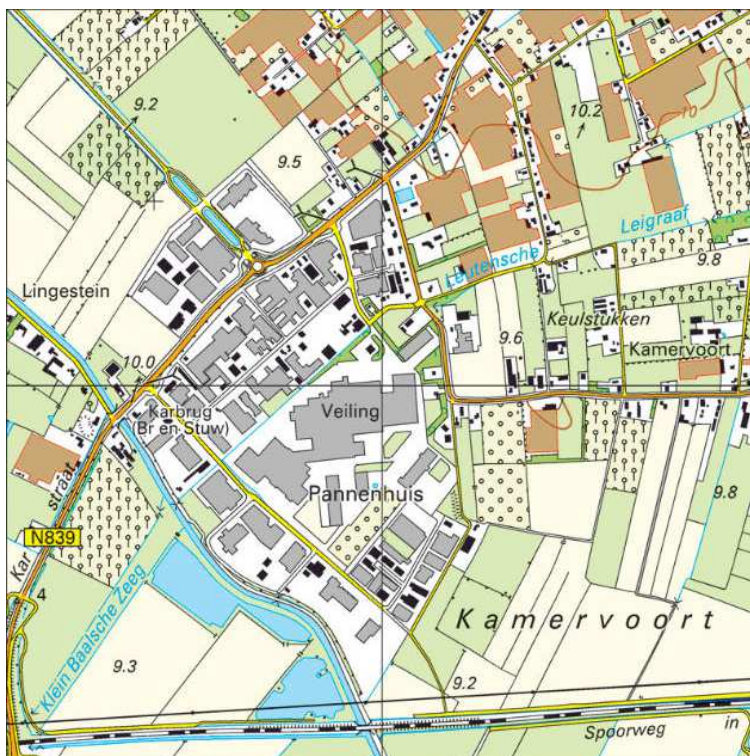 9.2
9.5
10.2
10
Leigraaf
Leutensche
9.8
Lingestein
Keulstukken
9.6
Kamervoort
10.0
Karbrug
(Br en Stuw)
Veiling
Pannenhuis
9.8
straat
N839
Kar
4
Kamervoort
Klein Baalsche Zeeg
9.3
9.2
Spoorweg in